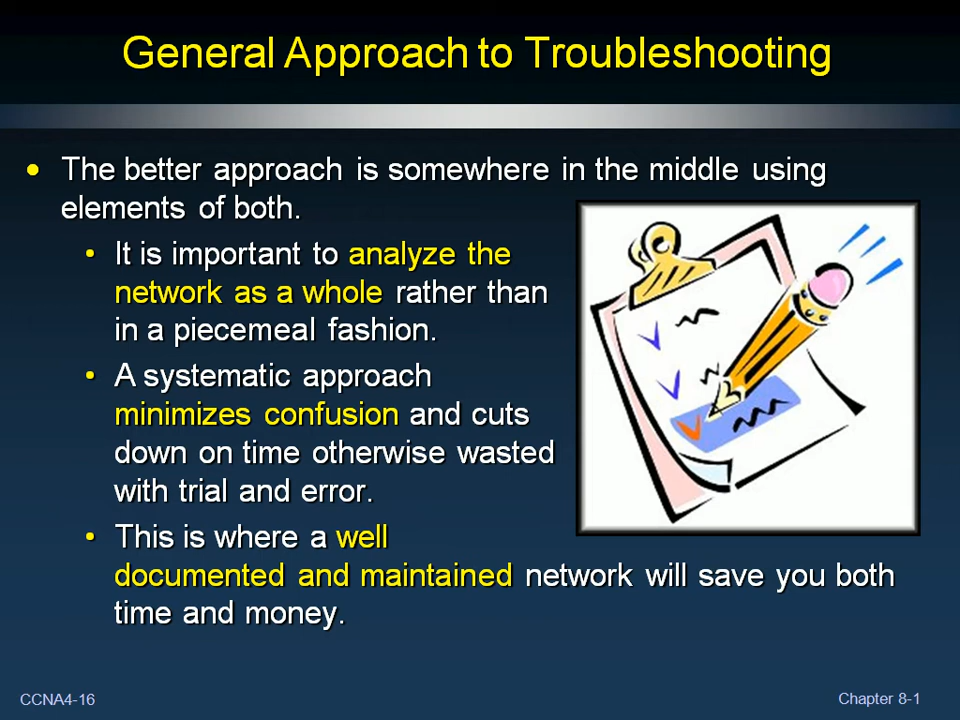 General Approach to Troubleshooting
• The better approach is somewhere in the middle using
elements of both.
• It is important to analyze the
network as a whole rather than
in a piecemeal fashion.
• A systematic approach
minimizes confusion and cuts
down on time otherwise wasted
with trial and error.
• This is where a well
documented and maintained network will save you both
time and money.
CCNA4-16
Chapter 8-1